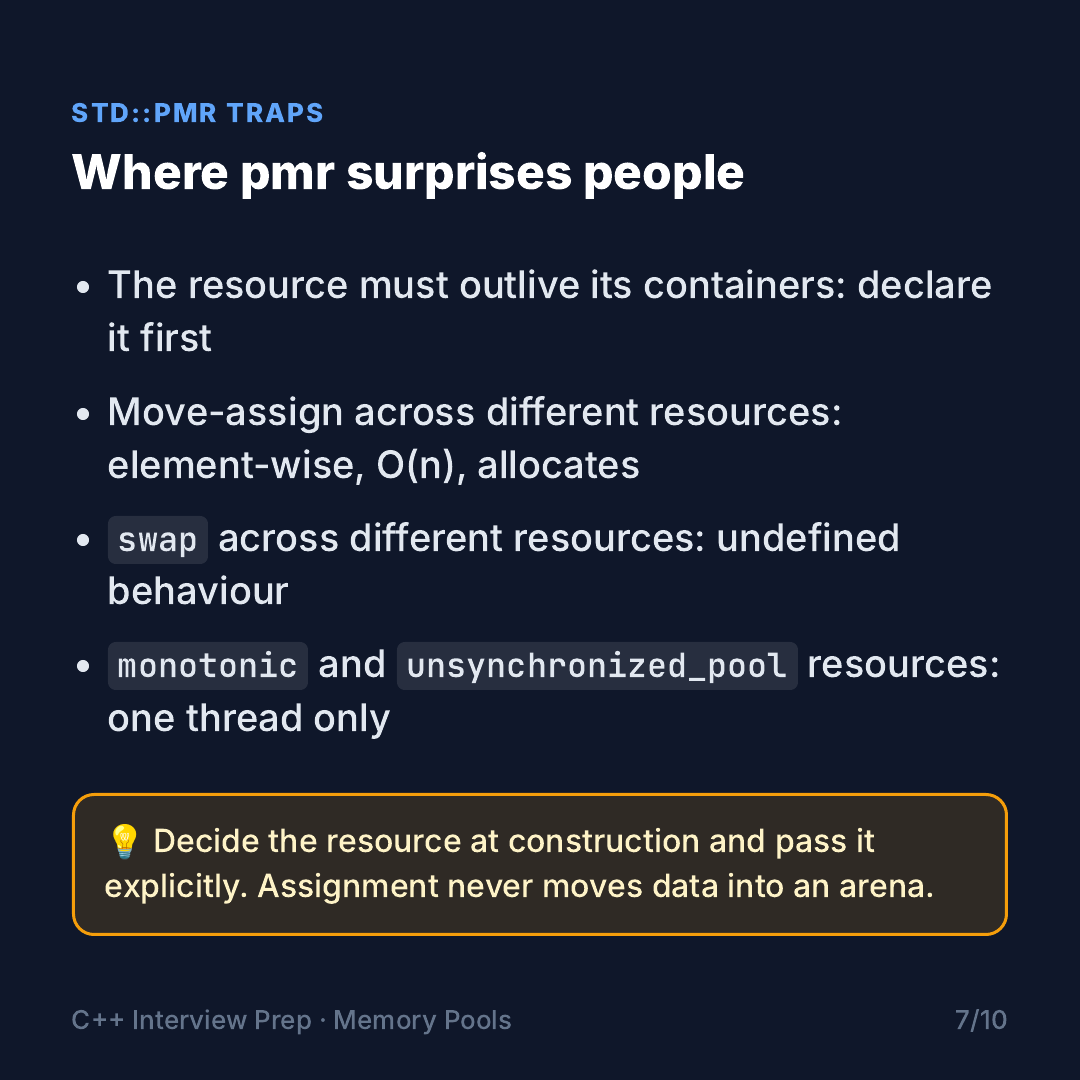 STD::PMR TRAPS
Where pmr surprises people
• The resource must outlive its containers: declare
it first
• Move-assign across different resources:
element-wise, O(n), allocates
• swap across different resources: undefined
behaviour
• monotonic and unsynchronized_pool resources:
one thread only
💡 Decide the resource at construction and pass it
explicitly. Assignment never moves data into an arena.
C++ Interview Prep · Memory Pools
7/10